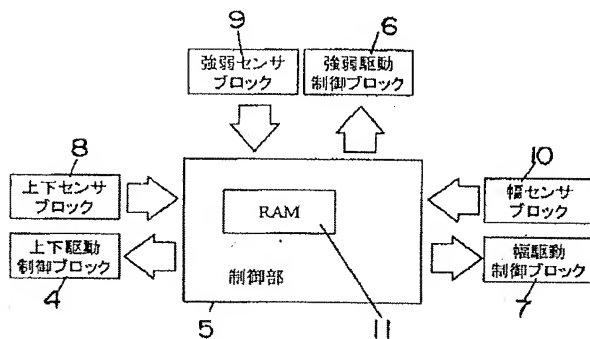 9
6
強弱センサ
ブロック
強弱駆動
制御ブロック
8
10
上下センサ
ブロック
幅センサ
ブロック
RAM
上下駆動
制御ブロック
幅駆動
制御ブロック
制御部
4
5
11
7